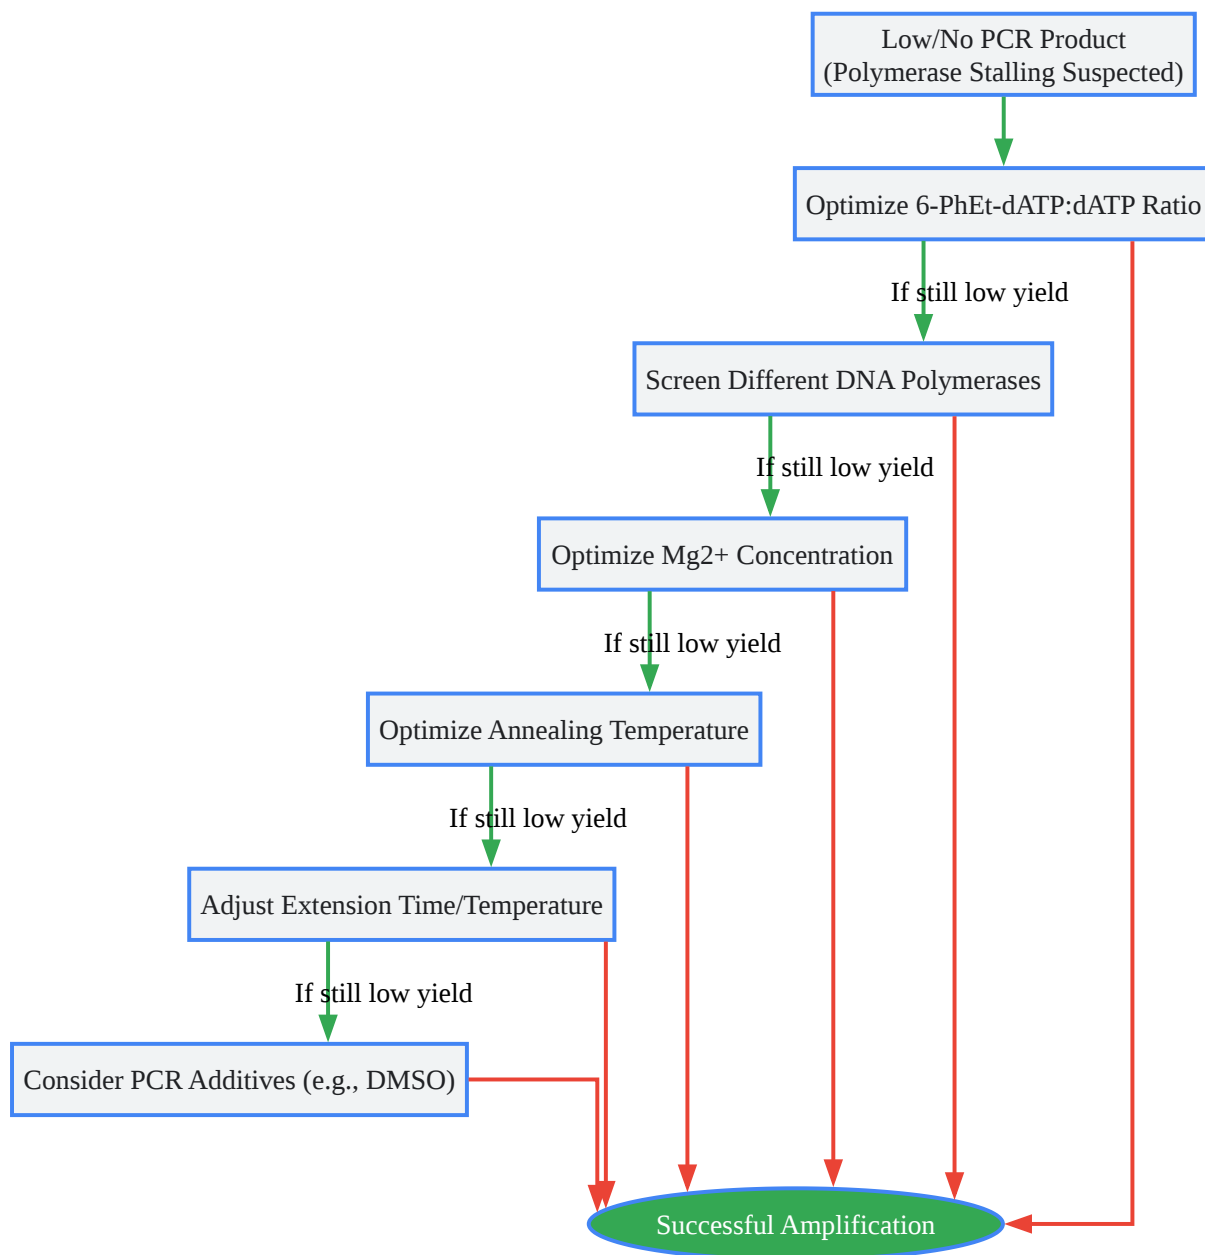 Low/No PCR Product
(Polymerase Stalling Suspected)
Optimize 6-PhEt-dATP:dATP Ratio
If still low yield
Screen Different DNA Polymerases
If still low yield
Optimize Mg2+ Concentration
If still low yield
Optimize Annealing Temperature
If still low yield
Adjust Extension Time/Temperature
If still low yield
Consider PCR Additives (e.g., DMSO)
Successful Amplification